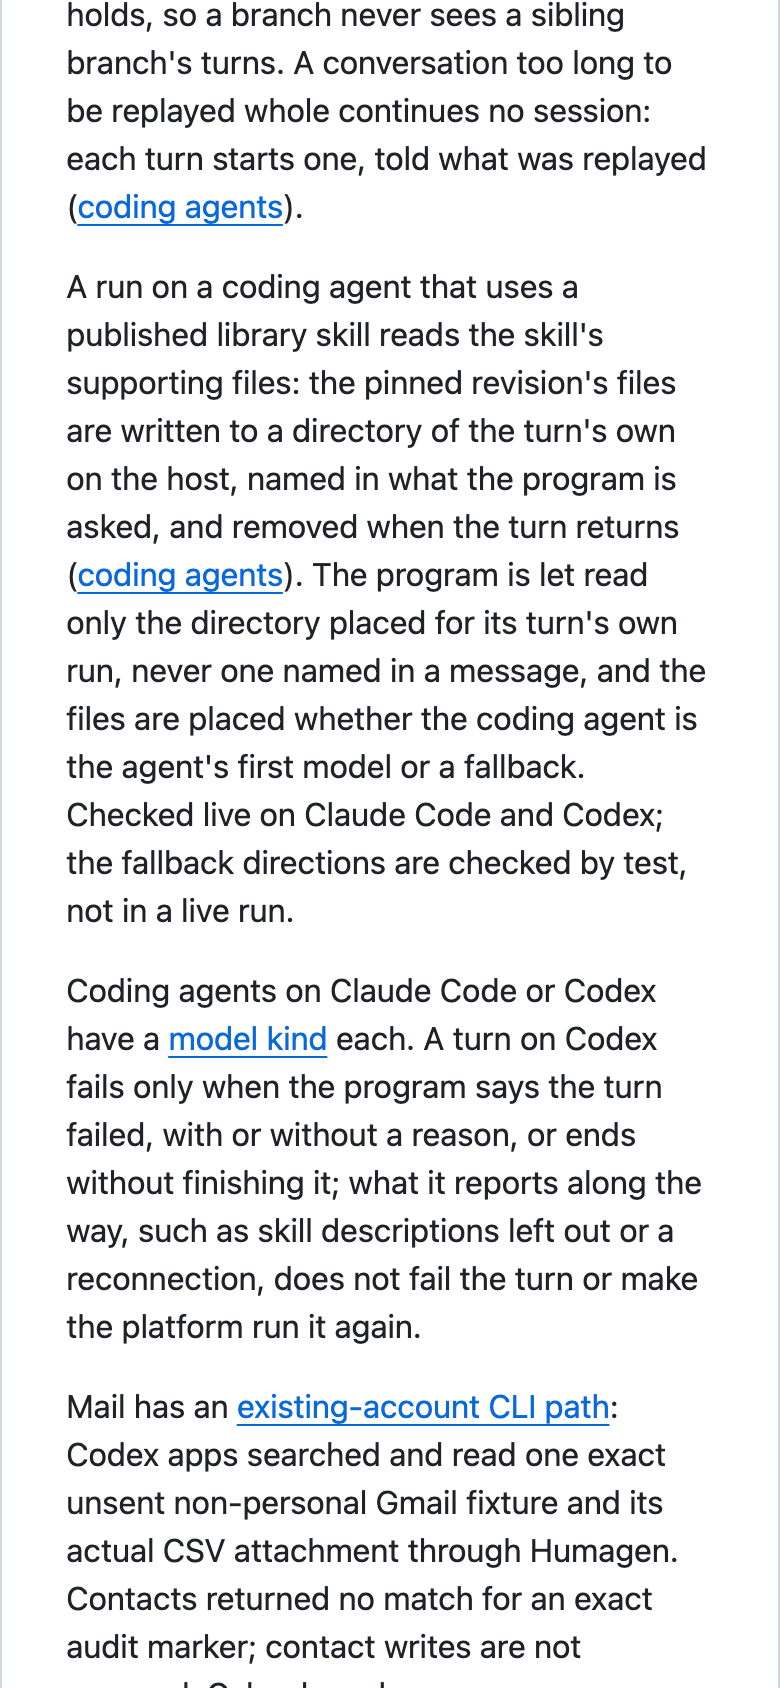 holds, so a branch never sees a sibling
branch's turns. A conversation too long to
be replayed whole continues no session:
each turn starts one, told what was replayed
(coding agents).
A run on a coding agent that uses a
published library skill reads the skill's
supporting files: the pinned revision's files
are written to a directory of the turn's own
on the host, named in what the program is
asked, and removed when the turn returns
(coding agents). The program is let read
only the directory placed for its turn's own
run, never one named in a message, and the
files are placed whether the coding agent is
the agent's first model or a fallback.
Checked live on Claude Code and Codex;
the fallback directions are checked by test,
not in a live run.
Coding agents on Claude Code or Codex
have a model kind each. A turn on Codex
fails only when the program says the turn
failed, with or without a reason, or ends
without finishing it; what it reports along the
way, such as skill descriptions left out or a
reconnection, does not fail the turn or make
the platform run it again.
Mail has an existing-account CLI path:
Codex apps searched and read one exact
unsent non-personal Gmail fixture and its
actual CSV attachment through Humagen.
Contacts returned no match for an exact
audit marker; contact writes are not